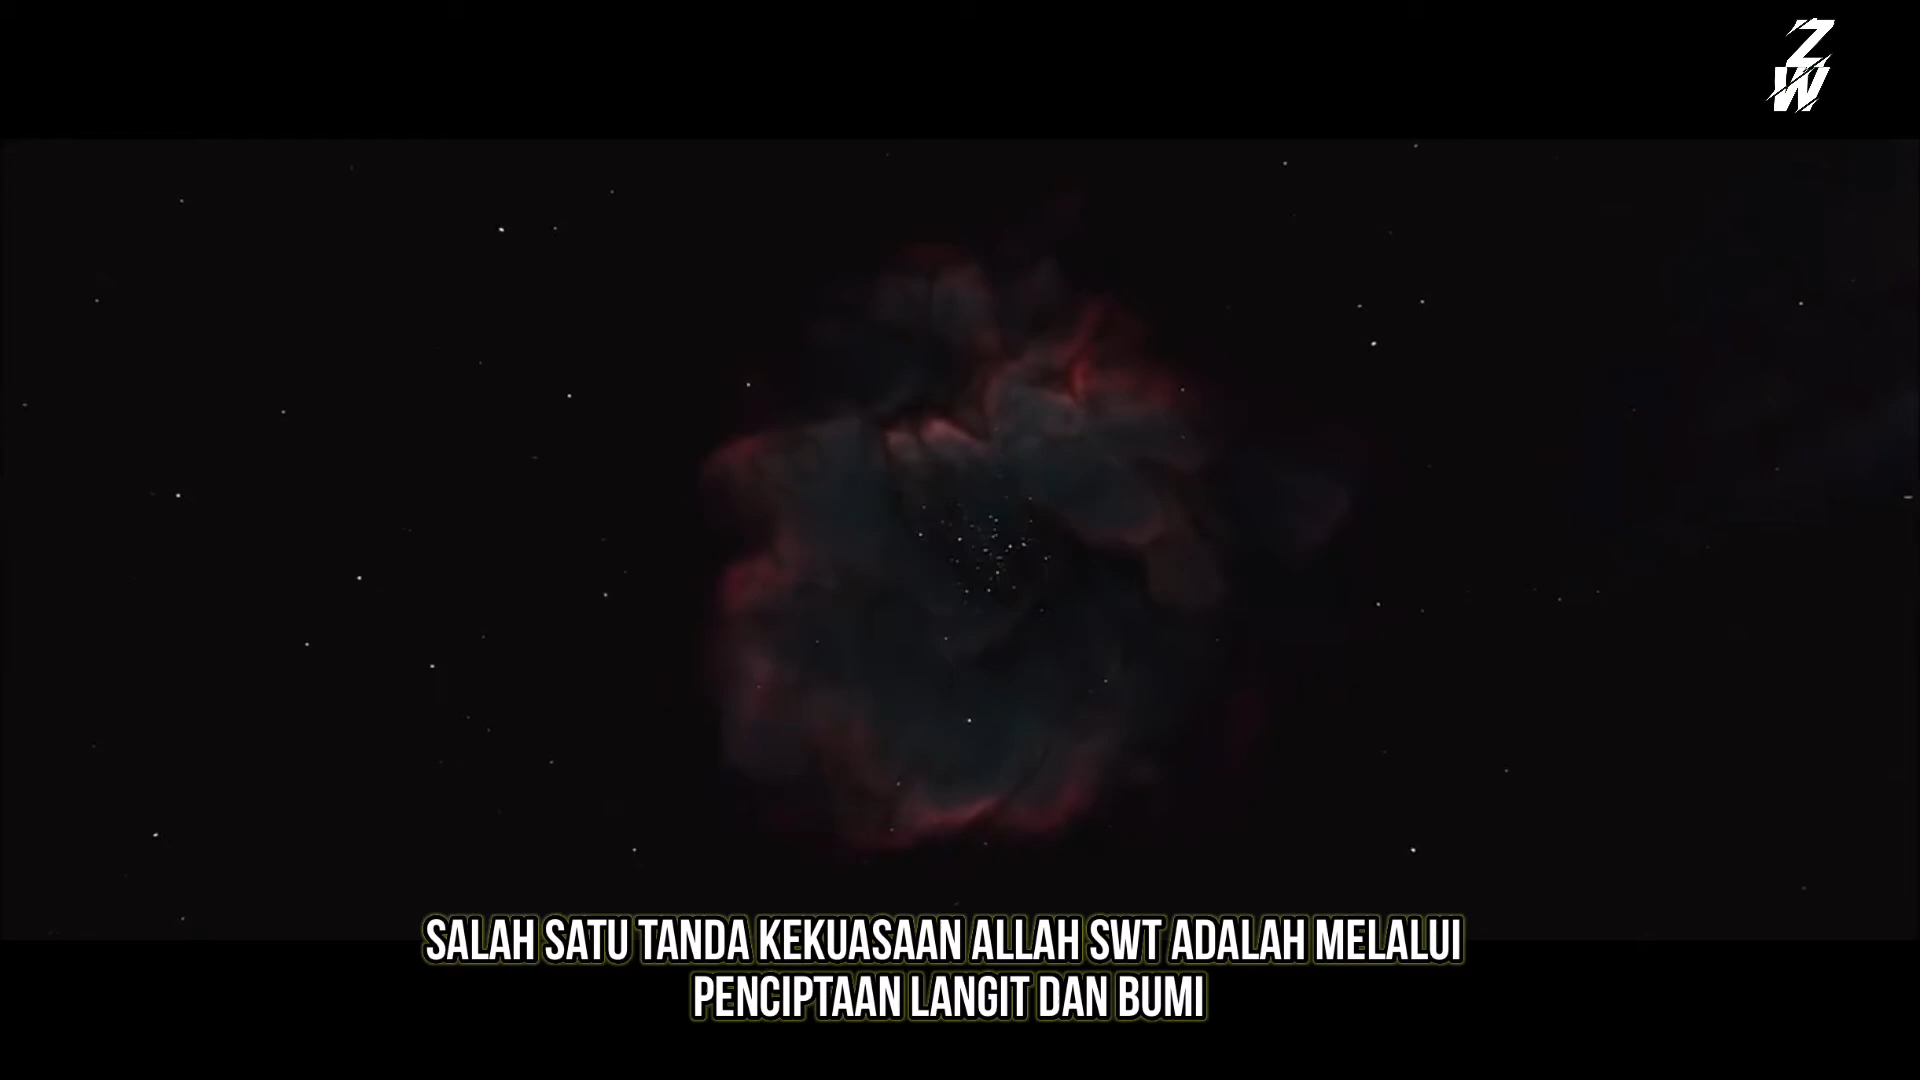 Z
W
SALAH SATU TANDA KEKUASAAN ALLAH SWT ADALAH MELALUI
PENCIPTAAN LANGIT DAN BUMI